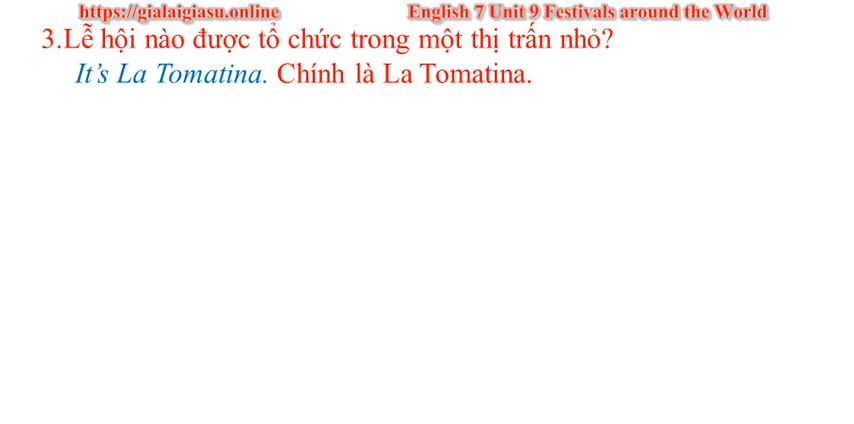 https://gialaigiasu.online English 7 Unit 9 Festivals around the World
3.Lễ hội nào được tổ chức trong một thị trấn nhỏ?
It’s La Tomatina. Chính là La Tomatina.